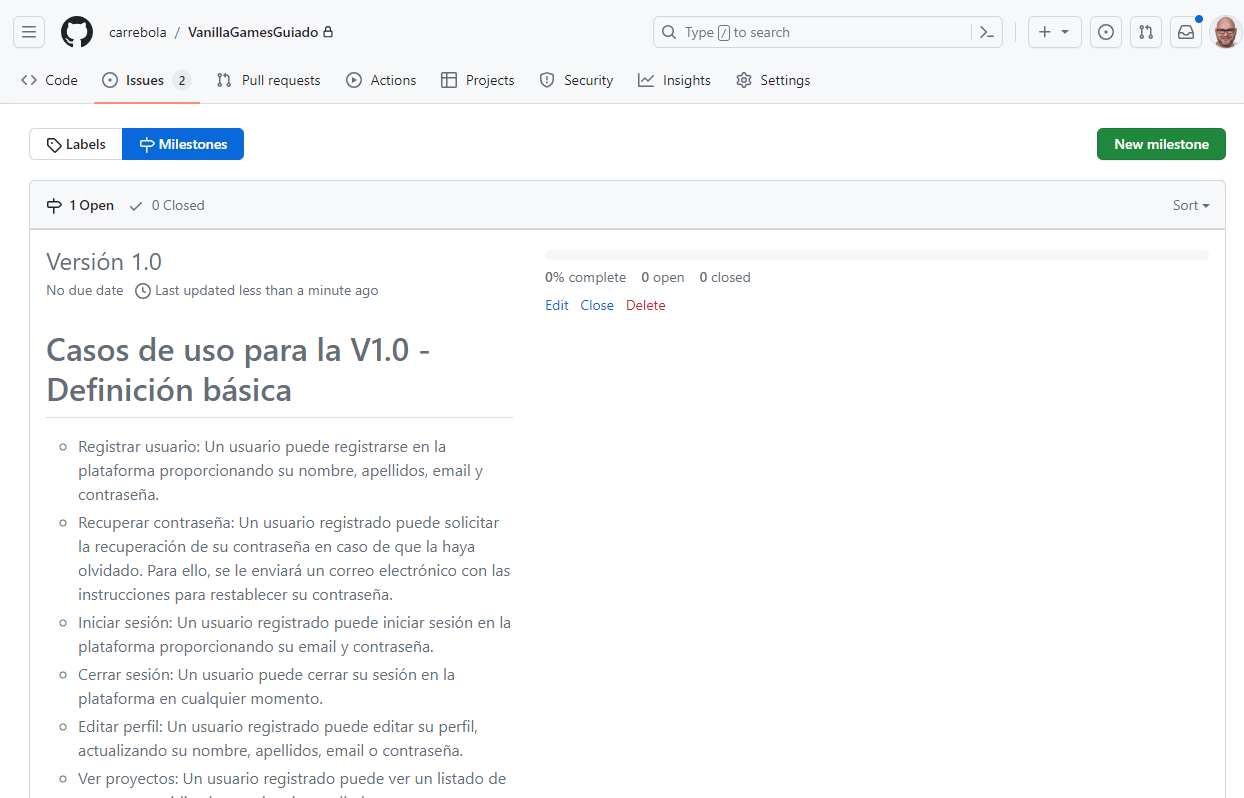 carrebola / VanillaGamesGuiado
Type / to search
Code
Issues 2
Pull requests
Actions
Projects
Security
Insights
Settings
Labels
Milestones
New milestone
1 Open
0 Closed
Sort
Versión 1.0
No due date
Last updated less than a minute ago
0% complete 0 open 0 closed
Edit Close Delete
Casos de uso para la V1.0 -
Definición básica
Registrar usuario: Un usuario puede registrarse en la
plataforma proporcionando su nombre, apellidos, email y
contraseña.
Recuperar contraseña: Un usuario registrado puede solicitar
la recuperación de su contraseña en caso de que la haya
olvidado. Para ello, se le enviará un correo electrónico con las
instrucciones para restablecer su contraseña.
Iniciar sesión: Un usuario registrado puede iniciar sesión en la
plataforma proporcionando su email y contraseña.
Cerrar sesión: Un usuario puede cerrar su sesión en la
plataforma en cualquier momento.
Editar perfil: Un usuario registrado puede editar su perfil,
actualizando su nombre, apellidos, email o contraseña.
Ver proyectos: Un usuario registrado puede ver un listado de